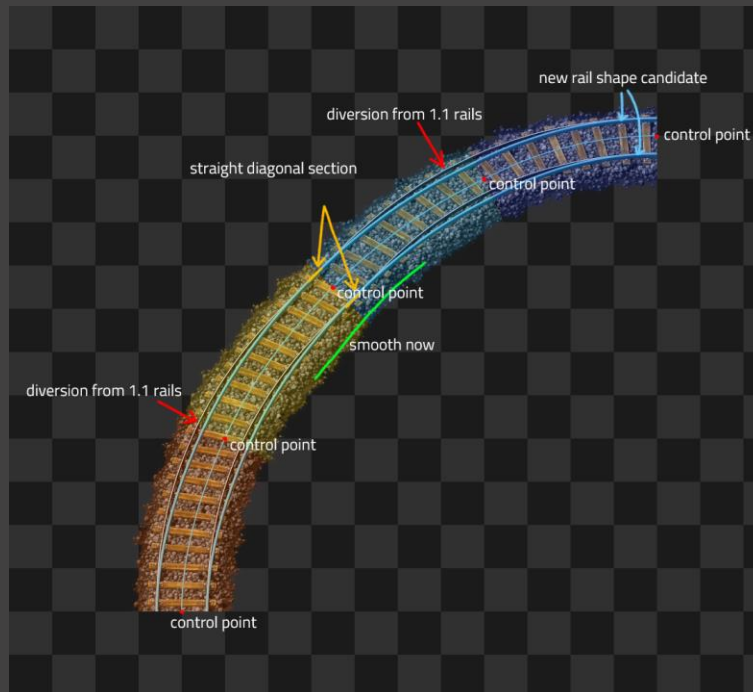 new rail shape candidate
diversion from 1.1 rails
control point
straight diagonal section
control point
control point
smooth now
diversion from 1.1 rails
control point
control point